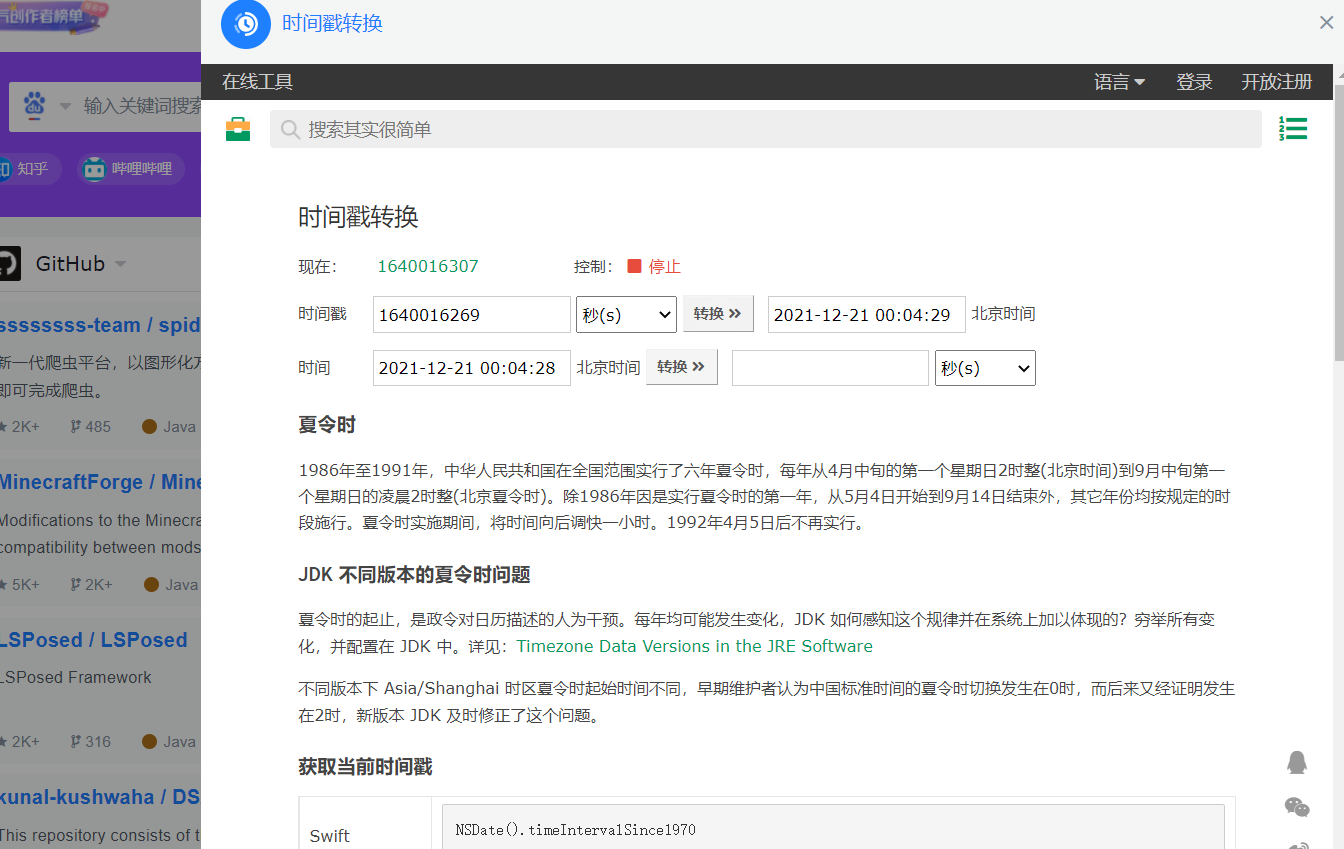 创作者榜单
时间戳转换
在线工具
语言
登录
开放注册
输入关键词搜索
搜索其实很简单
知乎
哔哩哔哩
时间戳转换
GitHub
现在：
1640016307
控制：
停止
时间戳
1640016269
秒(s)
转换 »
2021-12-21 00:04:29
北京时间
时间
2021-12-21 00:04:28
北京时间
转换 »
秒(s)
ssssssss-team / spid
新一代爬虫平台，以图形化方
即可完成爬虫。
2K+
485
Java
MinecraftForge / Mine
Modifications to the Minecra
compatibility between mods
5K+
2K+
Java
LSPosed / LSPosed
LSPosed Framework
2K+
316
Java
kunal-kushwaha / DS
This repository consists of t
夏令时
1986年至1991年，中华人民共和国在全国范围实行了六年夏令时，每年从4月中旬的第一个星期日2时整(北京时间)到9月中旬第一
个星期日的凌晨2时整(北京夏令时)。除1986年因是实行夏令时的第一年，从5月4日开始到9月14日结束外，其它年份均按规定的时
段施行。夏令时实施期间，将时间向后调快一小时。1992年4月5日后不再实行。
JDK 不同版本的夏令时问题
夏令时的起止，是政令对日历描述的人为干预。每年均可能发生变化，JDK 如何感知这个规律并在系统上加以体现的？穷举所有变
化，并配置在 JDK 中。详见：Timezone Data Versions in the JRE Software
不同版本下 Asia/Shanghai 时区夏令时起始时间不同，早期维护者认为中国标准时间的夏令时切换发生在0时，而后来又经证明发生
在2时，新版本 JDK 及时修正了这个问题。
获取当前时间戳
Swift
NSDate().timeIntervalSince1970